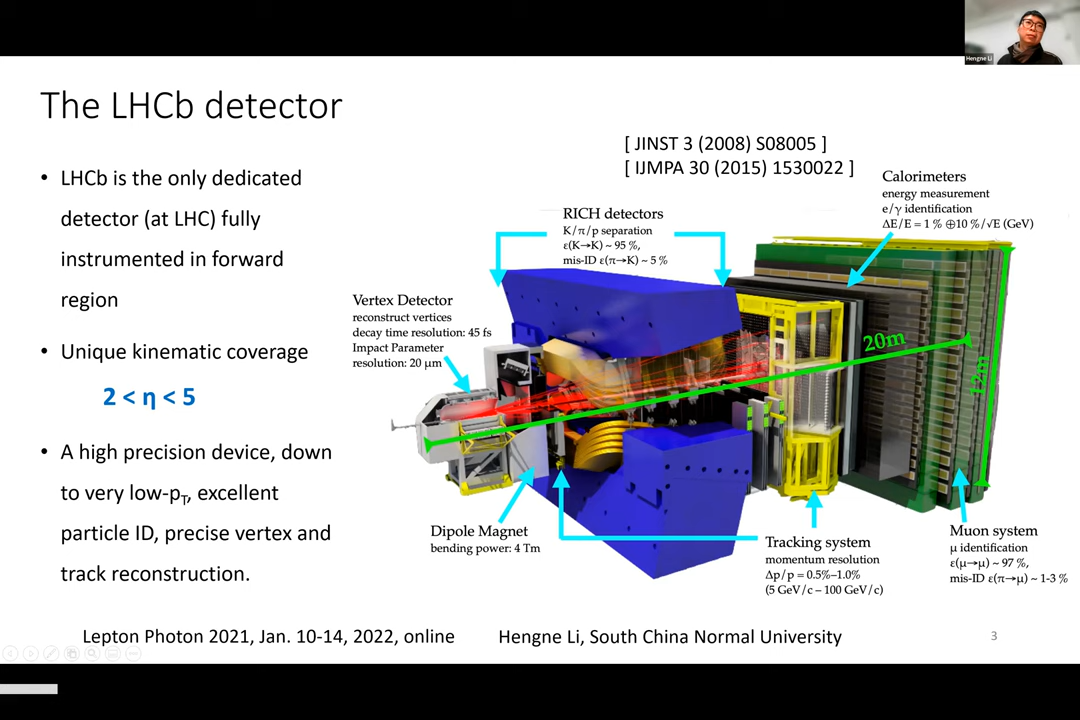 Hengne Li
The LHCb detector
[ JINST 3 (2008) S08005 ]
[ IJMPA 30 (2015) 1530022 ]
• LHCb is the only dedicated
detector (at LHC) fully
instrumented in forward
region
• Unique kinematic coverage
2 < η < 5
• A high precision device, down
to very low-pT, excellent
particle ID, precise vertex and
track reconstruction.
Calorimeters
energy measurement
e/γ identification
ΔE/E = 1 % ⊕10 %/√E (GeV)
RICH detectors
K/π/p separation
ε(K→K) ~ 95 %,
mis-ID ε(π→K) ~ 5 %
Vertex Detector
reconstruct vertices
decay time resolution: 45 fs
Impact Parameter
resolution: 20 μm
20m
12m
Dipole Magnet
bending power: 4 Tm
Tracking system
momentum resolution
Δp/p = 0.5%–1.0%
(5 GeV/c – 100 GeV/c)
Muon system
μ identification
ε(μ→μ) ~ 97 %,
mis-ID ε(π→μ) ~ 1-3 %
Lepton Photon 2021, Jan. 10-14, 2022, online
Hengne Li, South China Normal University
3